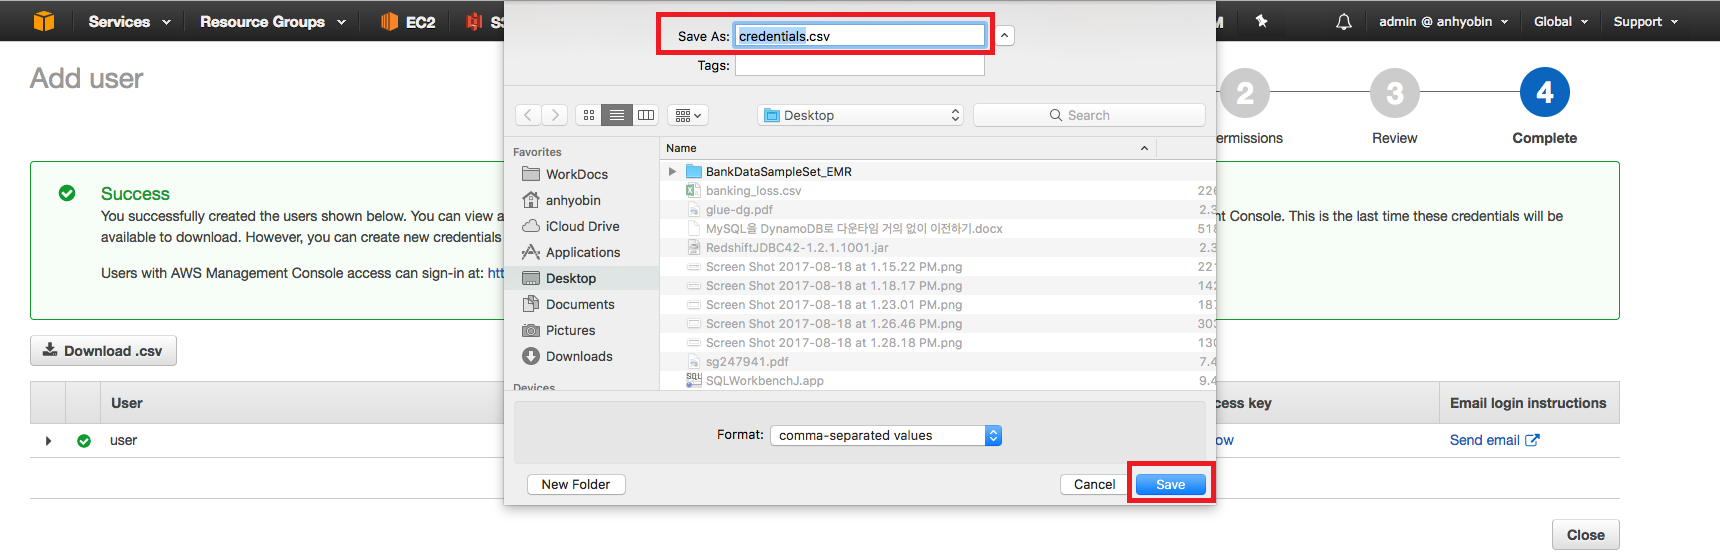 Services Resource Groups EC2 S3 admin @ anhyobin Global Support
Save As: credentials.csv
Tags:
Add user
2 3 4
Review Complete
Desktop Search
Favorites
WorkDocs
anhyobin
iCloud Drive
Applications
Desktop
Documents
Pictures
Downloads
Devices
Name
BankDataSampleSet_EMR
banking_loss.csv 226
glue-dg.pdf 2.3
MySQL을 DynamoDB로 다운타임 거의 없이 이전하기.docx 518
RedshiftJDBC42-1.2.1.1001.jar 2.3
Screen Shot 2017-08-18 at 1.15.22 PM.png 221
Screen Shot 2017-08-18 at 1.18.17 PM.png 142
Screen Shot 2017-08-18 at 1.23.01 PM.png 187
Screen Shot 2017-08-18 at 1.26.46 PM.png 303
Screen Shot 2017-08-18 at 1.28.18 PM.png 130
sg247941.pdf 7.4
SQLWorkbenchJ.app 9.4
Format: comma-separated values
New Folder Cancel Save
Success
You successfully created the users shown below. You can view a
nt Console. This is the last time these credentials will be
available to download. However, you can create new credentials
Users with AWS Management Console access can sign-in at: htt
Download .csv
User cess key Email login instructions
user ow Send email
Close